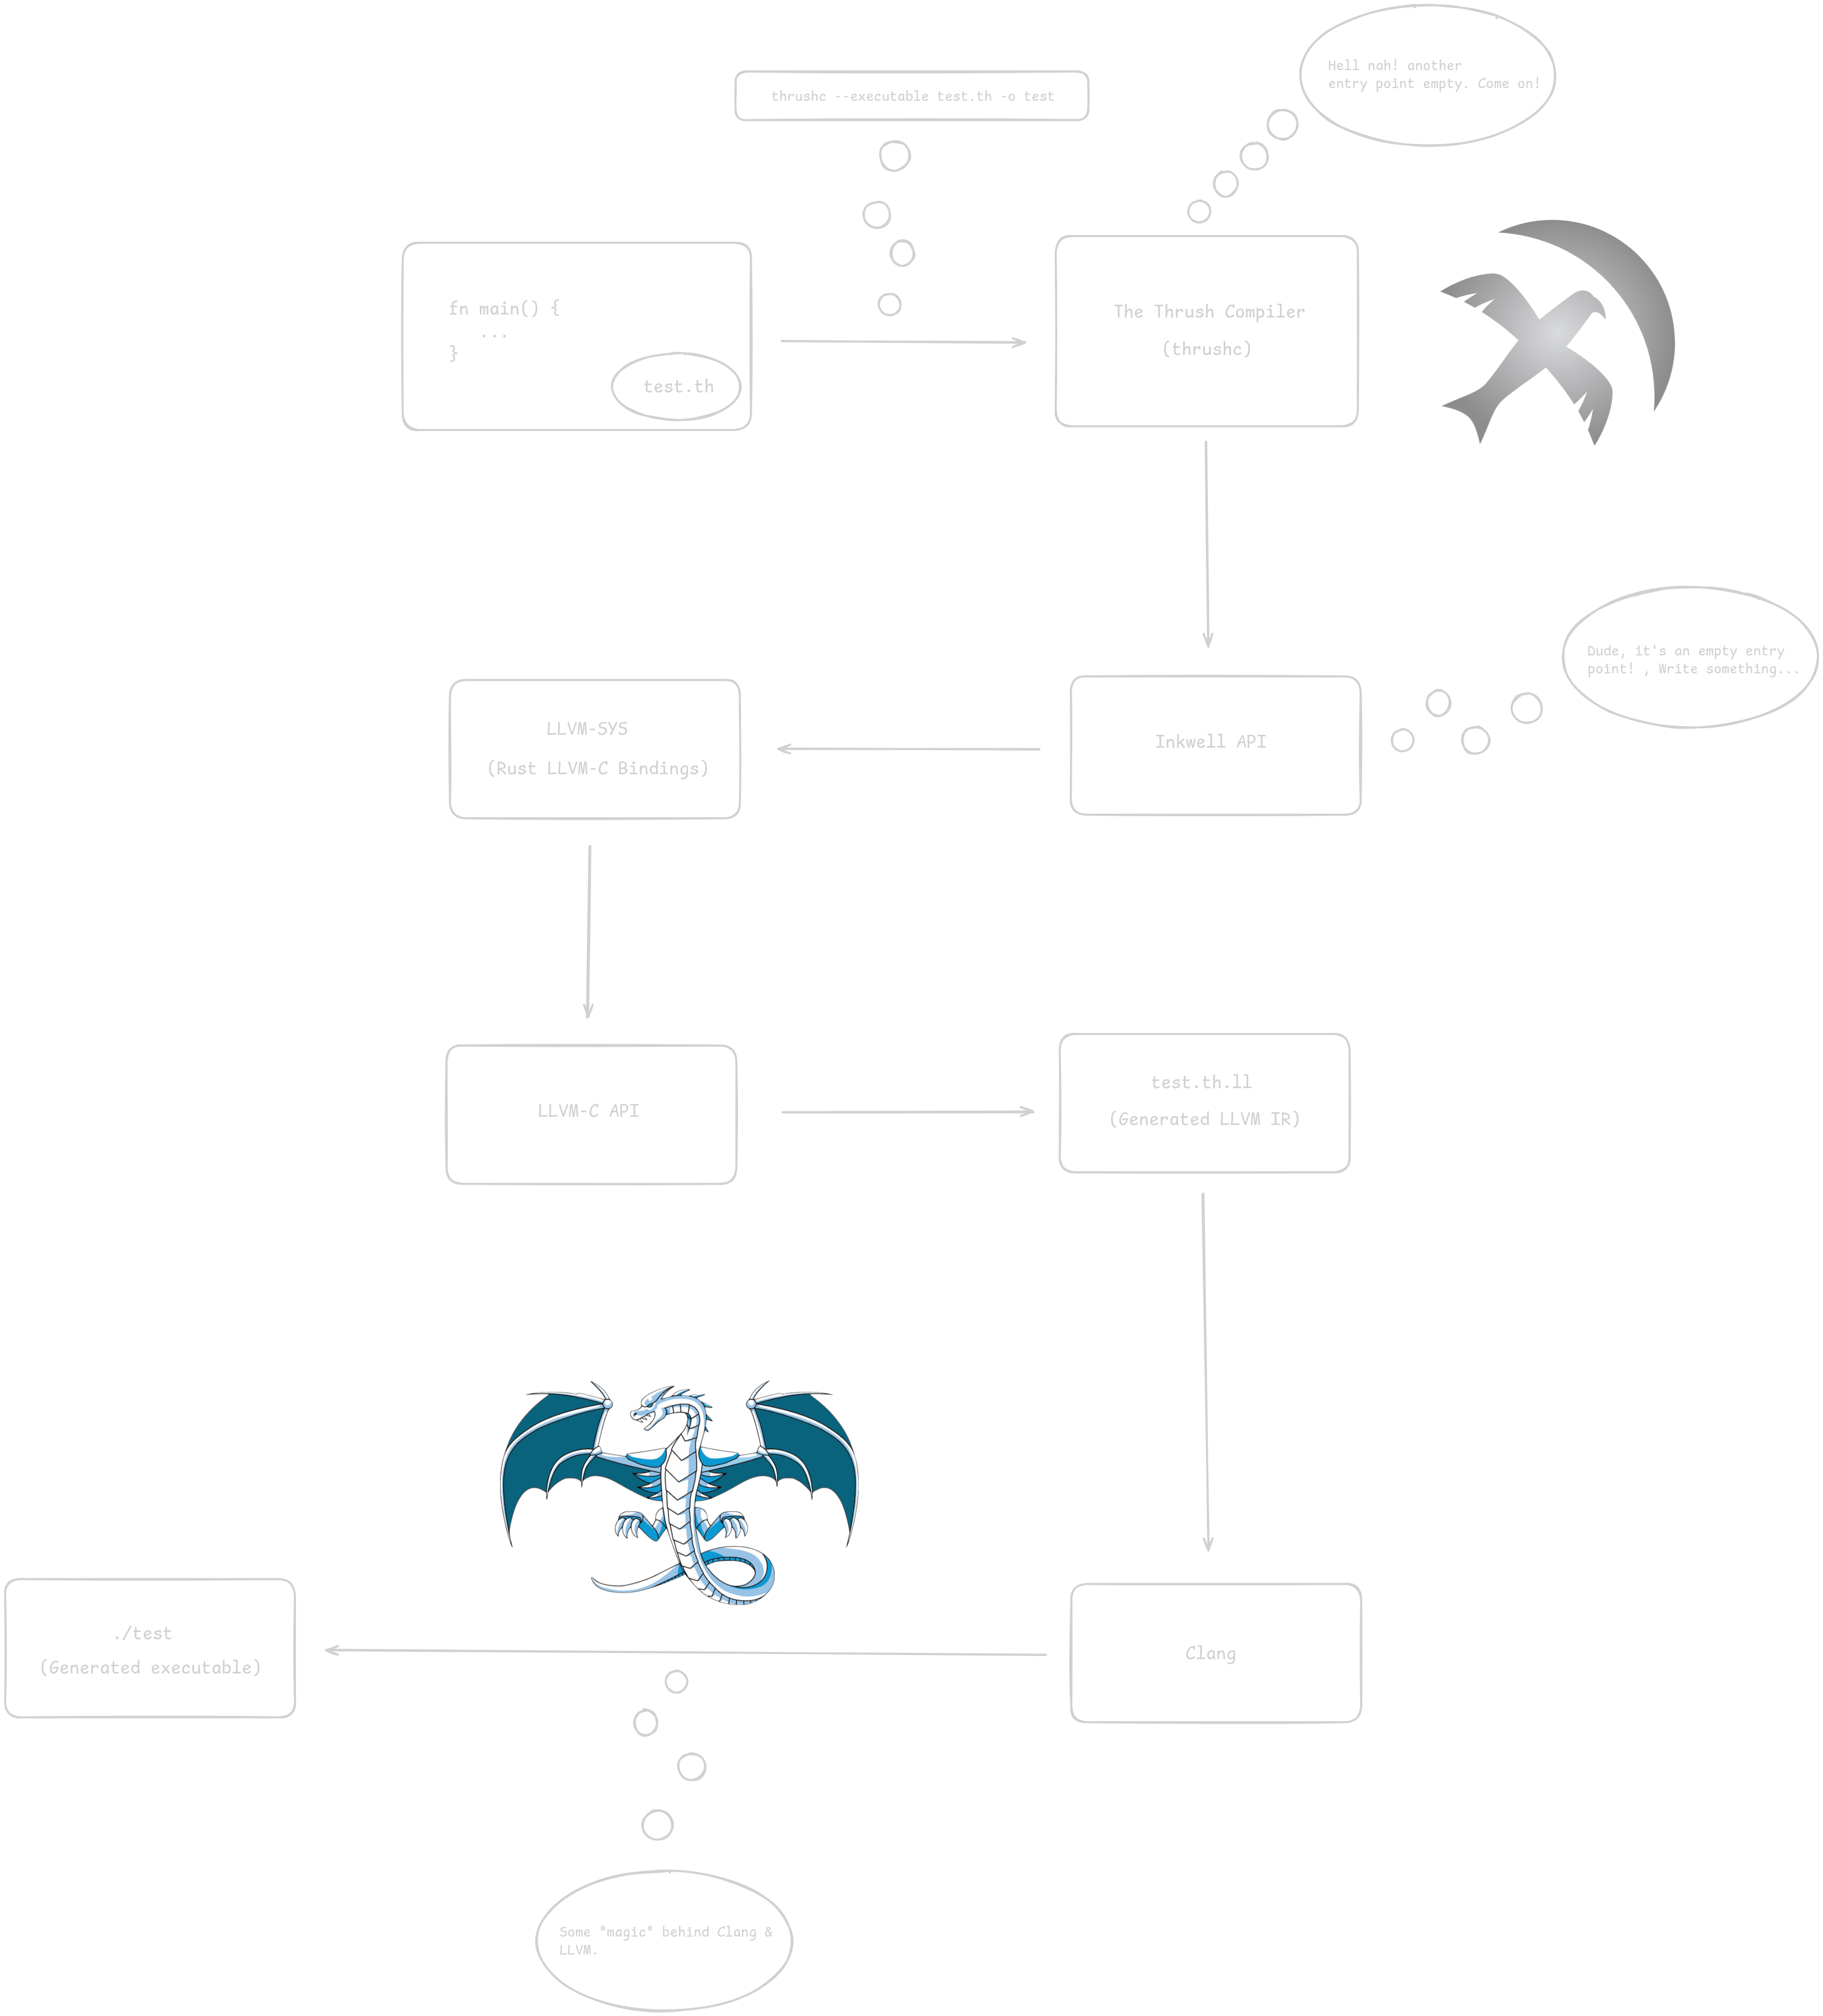 Hell nah! another
entry point empty. Come on!
thrushc --executable test.th -o test
fn main() {
...
}
test.th
The Thrush Compiler
(thrushc)
Dude, it's an empty entry
point! , Write something...
LLVM-SYS
(Rust LLVM-C Bindings)
Inkwell API
LLVM-C API
test.th.ll
(Generated LLVM IR)
./test
(Generated executable)
Clang
Some "magic" behind Clang &
LLVM.